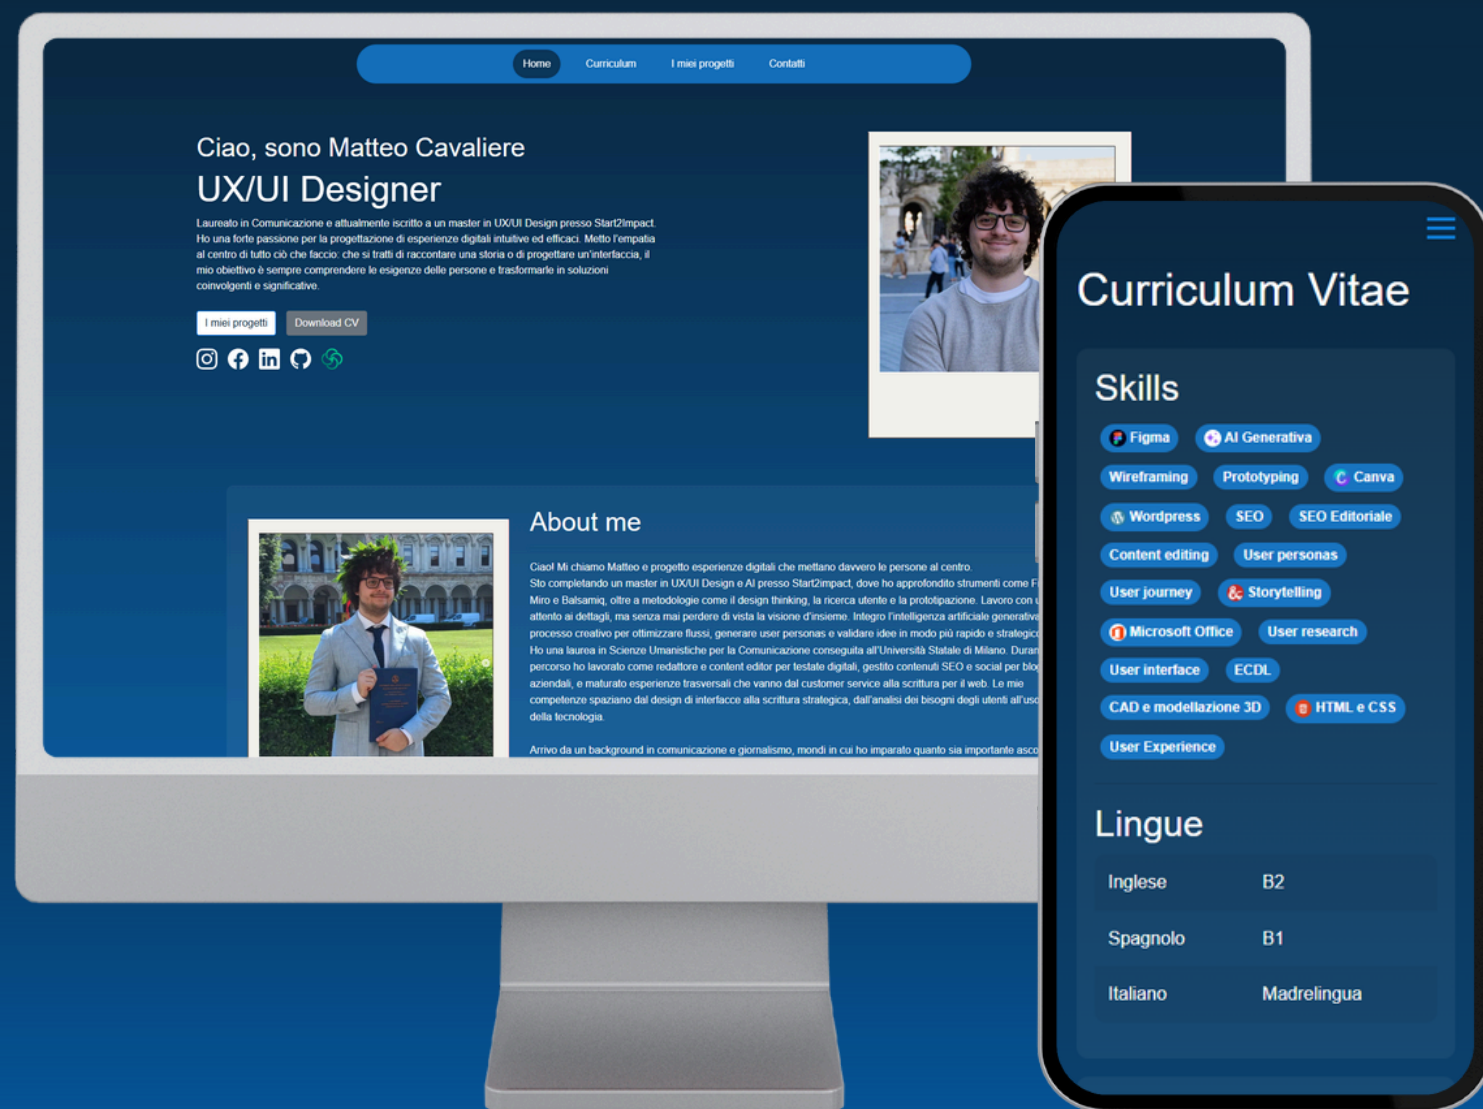 Home Curriculum I miei progetti Contatti
Ciao, sono Matteo Cavaliere
UX/UI Designer
Laureato in Comunicazione e attualmente iscritto a un master in UX/UI Design presso Start2Impact.
Ho una forte passione per la progettazione di esperienze digitali intuitive ed efficaci. Metto l'empatia
al centro di tutto ciò che faccio: che si tratti di raccontare una storia o di progettare un'interfaccia, il
mio obiettivo è sempre comprendere le esigenze delle persone e trasformarle in soluzioni
coinvolgenti e significative.
I miei progetti Download CV
About me
Ciao! Mi chiamo Matteo e progetto esperienze digitali che mettano davvero le persone al centro.
Sto completando un master in UX/UI Design e AI presso Start2impact, dove ho approfondito strumenti come
Miro e Balsamiq, oltre a metodologie come il design thinking, la ricerca utente e la prototipazione. Lavoro con
attento ai dettagli, ma senza mai perdere di vista la visione d'insieme. Integro l'intelligenza artificiale generativa
processo creativo per ottimizzare flussi, generare user personas e validare idee in modo più rapido e strategico
Ho una laurea in Scienze Umanistiche per la Comunicazione conseguita all'Università Statale di Milano. Duran
percorso ho lavorato come redattore e content editor per testate digitali, gestito contenuti SEO e social per blog
aziendali, e maturato esperienze trasversali che vanno dal customer service alla scrittura per il web. Le mie
competenze spaziano dal design di interfacce alla scrittura strategica, dall'analisi dei bisogni degli utenti all'uso
della tecnologia.
Arrivo da un background in comunicazione e giornalismo, mondi in cui ho imparato quanto sia importante asco
Curriculum Vitae
Skills
Figma AI Generativa
Wireframing Prototyping Canva
Wordpress SEO SEO Editoriale
Content editing User personas
User journey Storytelling
Microsoft Office User research
User interface ECDL
CAD e modellazione 3D HTML e CSS
User Experience
Lingue
Inglese B2
Spagnolo B1
Italiano Madrelingua